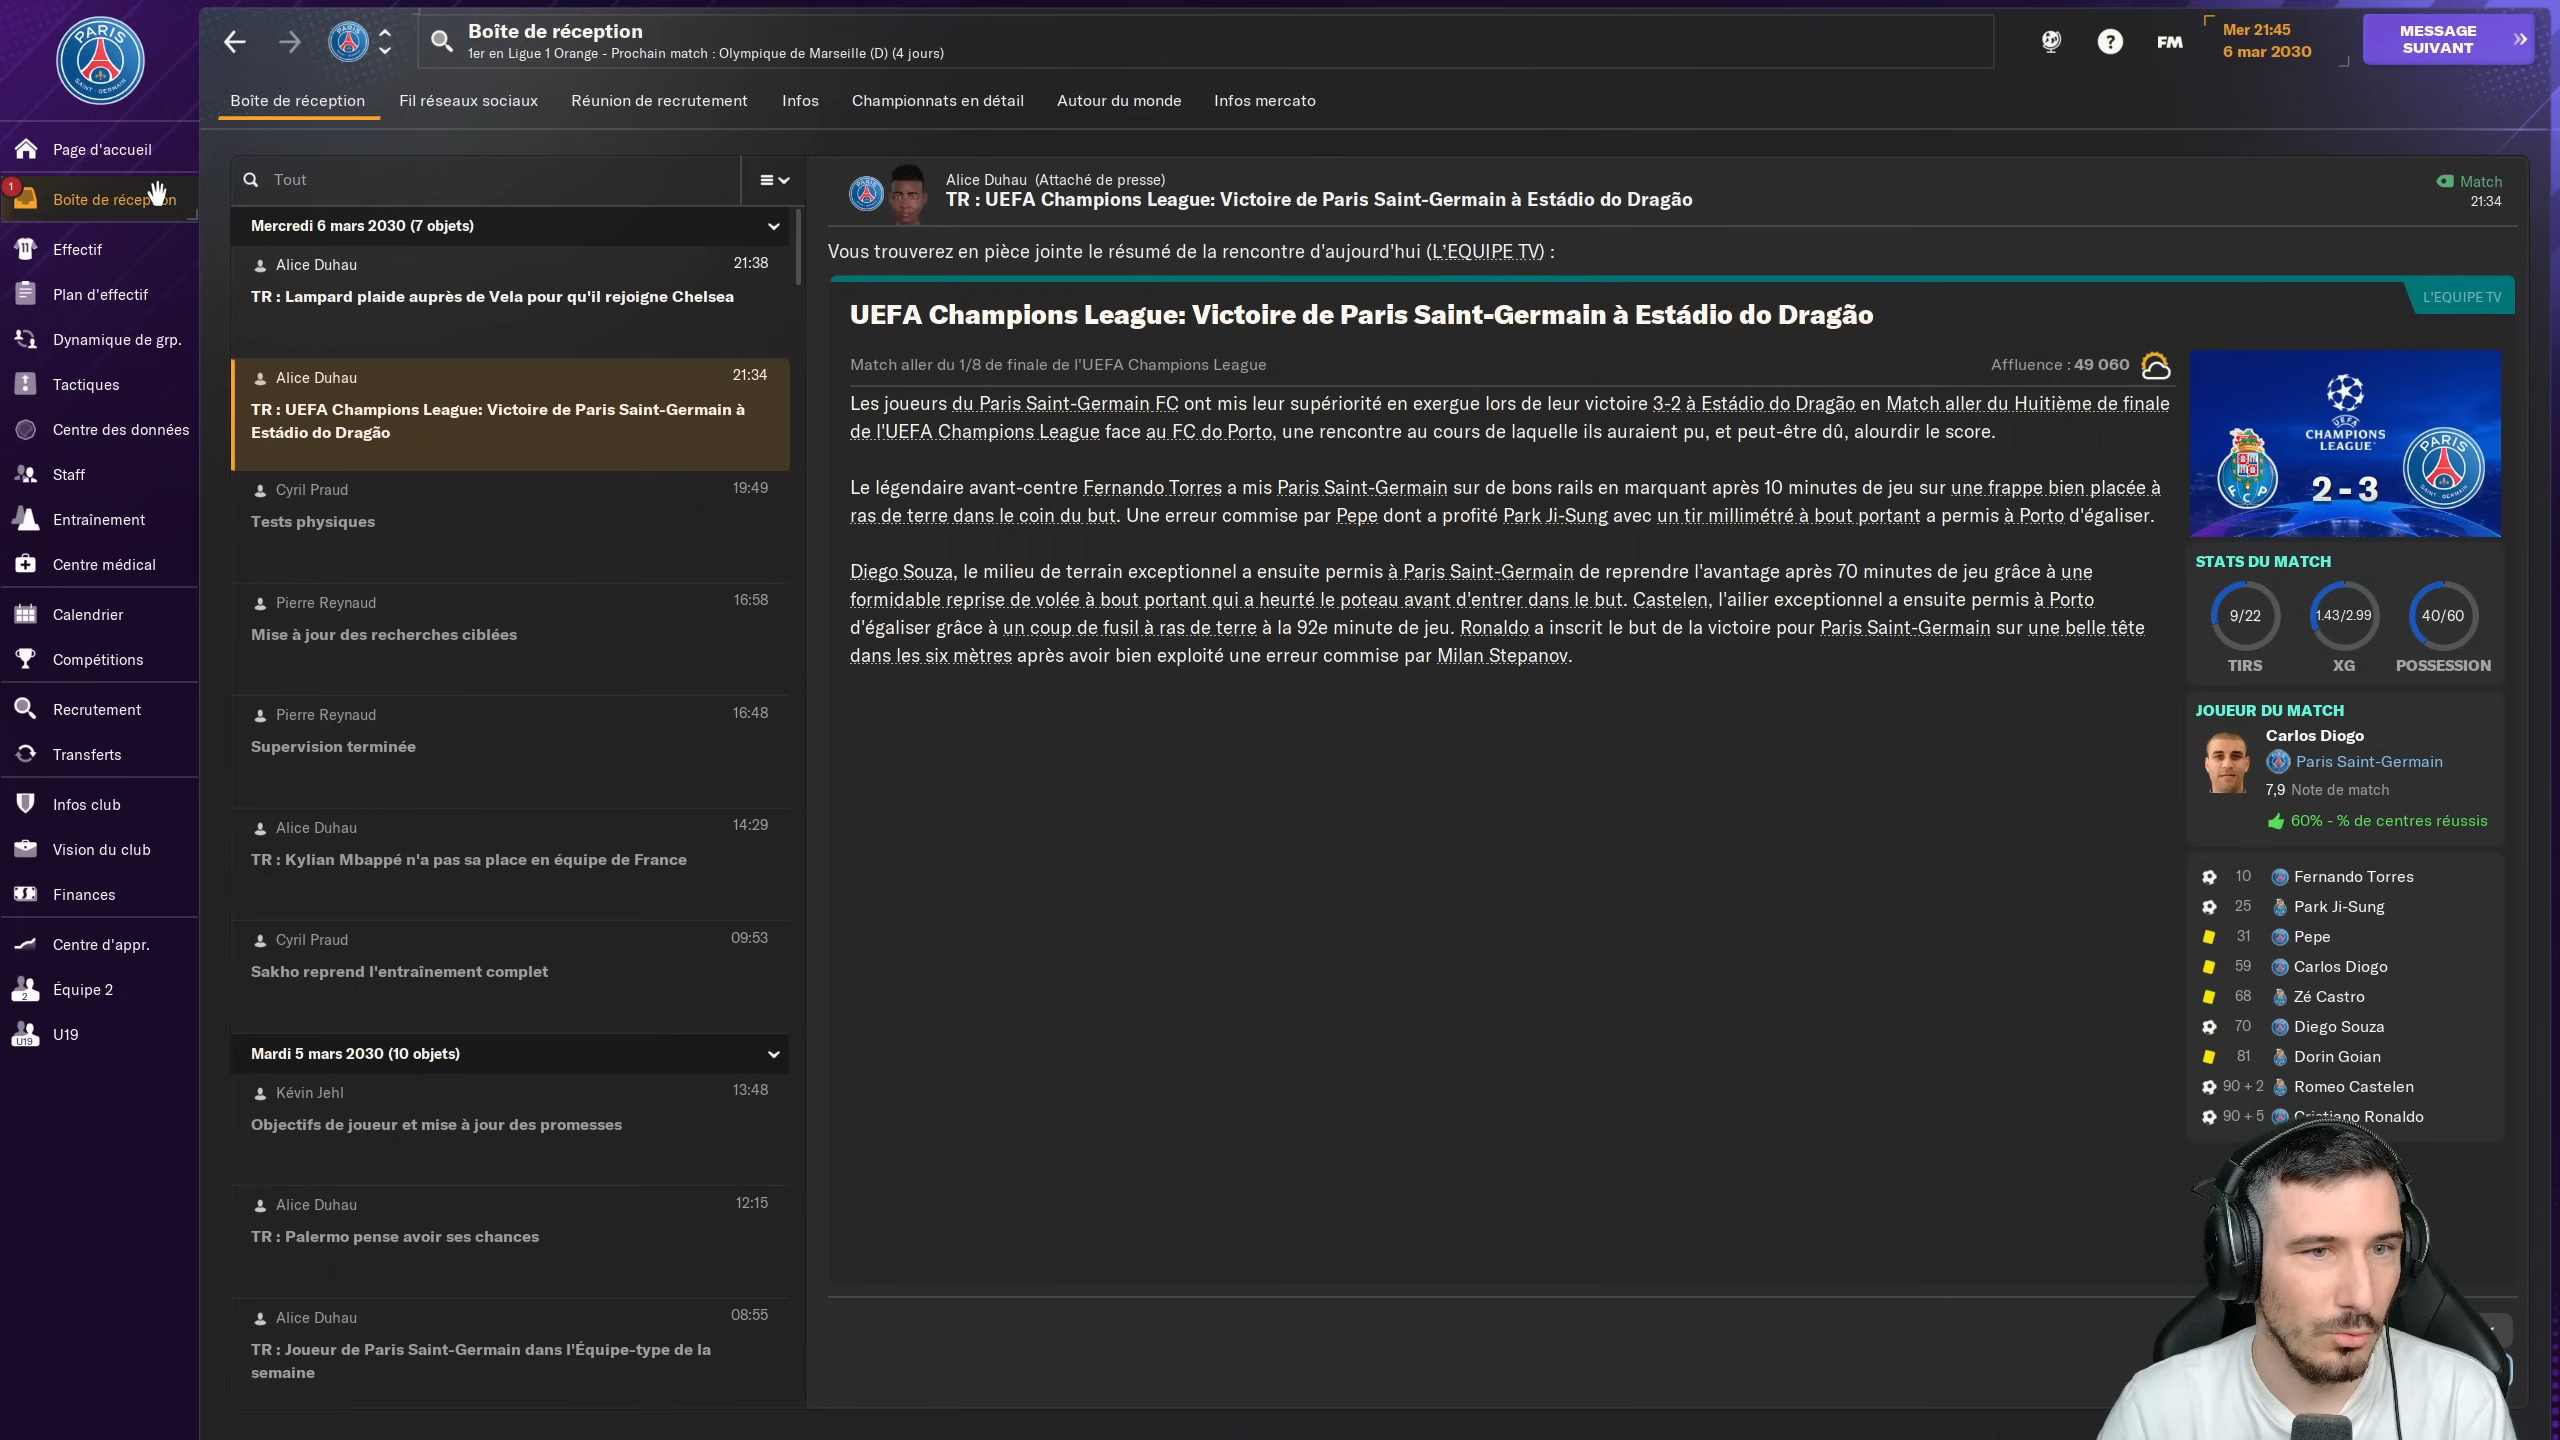 Boîte de réception
1er en Ligue 1 Orange - Prochain match : Olympique de Marseille (D) (4 jours)
FM
Mer 21:45
6 mar 2030
MESSAGE
SUIVANT
Boîte de réception
Fil réseaux sociaux
Réunion de recrutement
Infos
Championnats en détail
Autour du monde
Infos mercato
Page d'accueil
1
Boîte de réception
Effectif
Plan d'effectif
Dynamique de grp.
Tactiques
Centre des données
Staff
Entraînement
Centre médical
Calendrier
Compétitions
Recrutement
Transferts
Infos club
Vision du club
Finances
Centre d'appr.
2
Équipe 2
U19
U19
Tout
Mercredi 6 mars 2030 (7 objets)
Alice Duhau
21:38
TR : Lampard plaide auprès de Vela pour qu'il rejoigne Chelsea
Alice Duhau
21:34
TR : UEFA Champions League: Victoire de Paris Saint-Germain à
Estádio do Dragão
Cyril Praud
19:49
Tests physiques
Pierre Reynaud
16:58
Mise à jour des recherches ciblées
Pierre Reynaud
16:48
Supervision terminée
Alice Duhau
14:29
TR : Kylian Mbappé n'a pas sa place en équipe de France
Cyril Praud
09:53
Sakho reprend l'entraînement complet
Mardi 5 mars 2030 (10 objets)
Kévin Jehl
13:48
Objectifs de joueur et mise à jour des promesses
Alice Duhau
12:15
TR : Palermo pense avoir ses chances
Alice Duhau
08:55
TR : Joueur de Paris Saint-Germain dans l'Équipe-type de la
semaine
Alice Duhau (Attaché de presse)
TR : UEFA Champions League: Victoire de Paris Saint-Germain à Estádio do Dragão
Match
21:34
Vous trouverez en pièce jointe le résumé de la rencontre d'aujourd'hui (L'EQUIPE TV) :
L'EQUIPE TV
UEFA Champions League: Victoire de Paris Saint-Germain à Estádio do Dragão
Match aller du 1/8 de finale de l'UEFA Champions League
Affluence : 49 060
Les joueurs du Paris Saint-Germain FC ont mis leur supériorité en exergue lors de leur victoire 3-2 à Estádio do Dragão en Match aller du Huitième de finale
de l'UEFA Champions League face au FC do Porto, une rencontre au cours de laquelle ils auraient pu, et peut-être dû, alourdir le score.
Le légendaire avant-centre Fernando Torres a mis Paris Saint-Germain sur de bons rails en marquant après 10 minutes de jeu sur une frappe bien placée à
ras de terre dans le coin du but. Une erreur commise par Pepe dont a profité Park Ji-Sung avec un tir millimétré à bout portant a permis à Porto d'égaliser.
Diego Souza, le milieu de terrain exceptionnel a ensuite permis à Paris Saint-Germain de reprendre l'avantage après 70 minutes de jeu grâce à une
formidable reprise de volée à bout portant qui a heurté le poteau avant d'entrer dans le but. Castelen, l'ailier exceptionnel a ensuite permis à Porto
d'égaliser grâce à un coup de fusil à ras de terre à la 92e minute de jeu. Ronaldo a inscrit le but de la victoire pour Paris Saint-Germain sur une belle tête
dans les six mètres après avoir bien exploité une erreur commise par Milan Stepanov.
UEFA
CHAMPIONS
LEAGUE
2 - 3
STATS DU MATCH
9/22
1.43/2.99
40/60
TIRS
XG
POSSESSION
JOUEUR DU MATCH
Carlos Diogo
Paris Saint-Germain
7,9 Note de match
60% - % de centres réussis
10 Fernando Torres
25 Park Ji-Sung
31 Pepe
59 Carlos Diogo
68 Zé Castro
70 Diego Souza
81 Dorin Goian
90 + 2 Romeo Castelen
90 + 5 Cristiano Ronaldo